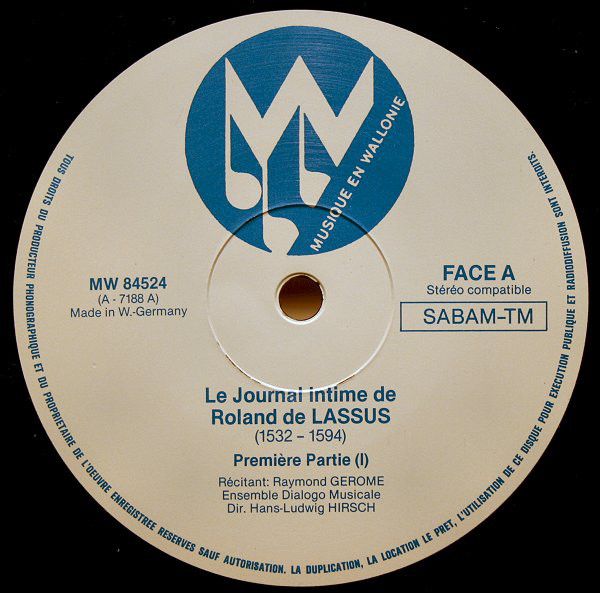 MUSIQUE EN WALLONIE
MW 84524
(A - 7188 A)
Made in W.-Germany
FACE A
Stéréo compatible
SABAM-TM
Le Journal intime de
Roland de LASSUS
(1532 - 1594)
Première Partie (I)
Récitant: Raymond GEROME
Ensemble Dialogo Musicale
Dir. Hans-Ludwig HIRSCH
TOUS DROITS DU PRODUCTEUR PHONOGRAPHIQUE ET DU PROPRIETAIRE DE L'OEUVRE ENREGISTREE RESERVES SAUF AUTORISATION. LA DUPLICATION, LA LOCATION LE PRET, L'UTILISATION DE CE DISQUE POUR EXECUTION PUBLIQUE ET RADIODIFFUSION SONT INTERDITS.